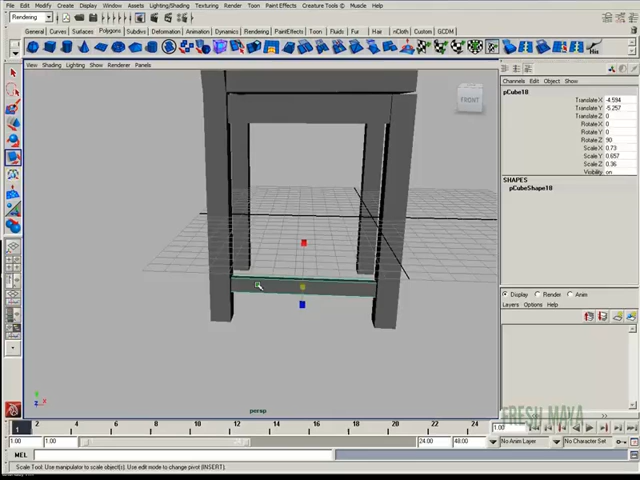 File Edit Modify Create Display Window Assets Lighting/Shading Texturing Render Toon Paint Effects Creature Tools Muscle Help
Rendering
General Curves Surfaces Polygons Subdivs Deformation Animation Dynamics Rendering PaintEffects Toon Fluids Fur Hair nCloth Custom GCDM
View Shading Lighting Show Renderer Panels
Channels Edit Object Show
pCube18
Translate X -4.594
Translate Y -5.257
Translate Z 0
Rotate X 0
Rotate Y 0
Rotate Z 90
Scale X 0.73
Scale Y 0.657
Scale Z 0.36
Visibility on
SHAPES
pCubeShape18
FRONT
Display Render Anim
Layers Options Help
persp
FRESH MAYA
2 4 6 8 10 12 14 16 18 20 22 24
1.00
1.00 1.00 24.00 48.00 No Anim Layer No Character Set
MEL
Scale Tool: Use manipulator to scale object(s). Use edit mode to change pivot (INSERT).